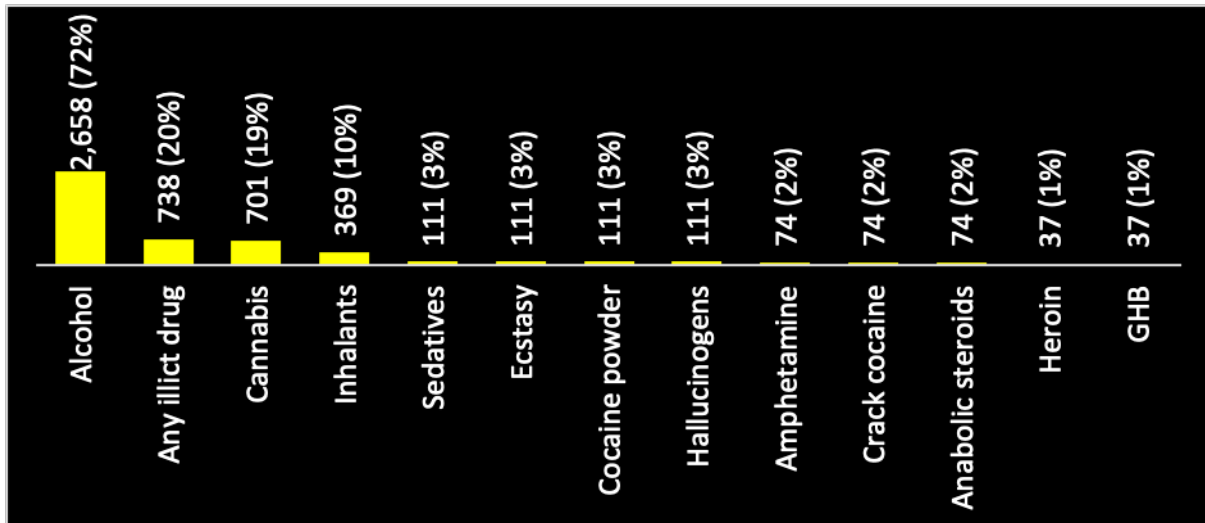 2,658 (72%)
738 (20%)
701 (19%)
369 (10%)
111 (3%)
111 (3%)
111 (3%)
111 (3%)
74 (2%)
74 (2%)
74 (2%)
37 (1%)
37 (1%)
Alcohol
Any illict drug
Cannabis
Inhalants
Sedatives
Ecstasy
Cocaine powder
Hallucinogens
Amphetamine
Crack cocaine
Anabolic steroids
Heroin
GHB